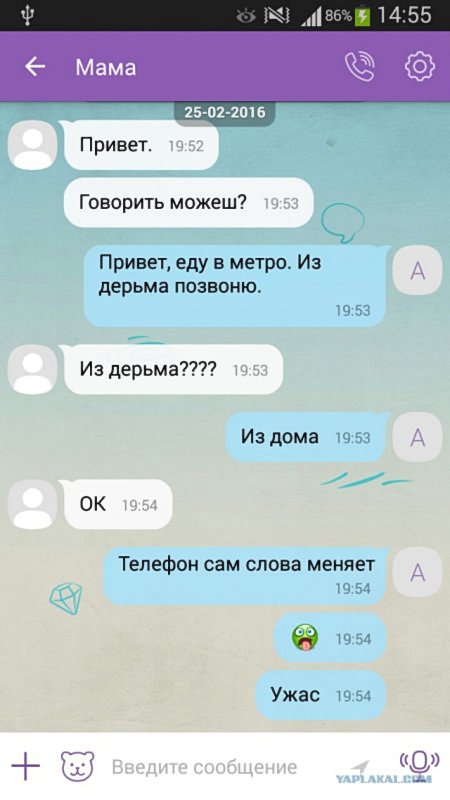 86% 14:55
Мама
25-02-2016
Привет. 19:52
Говорить можеш? 19:53
Привет, еду в метро. Из
дерьма позвоню.
19:53
А
Из дерьма???? 19:53
Из дома 19:53
А
ОК 19:54
Телефон сам слова меняет
19:54
А
19:54
Ужас 19:54
Введите сообщение
YAPLAKAL.COM